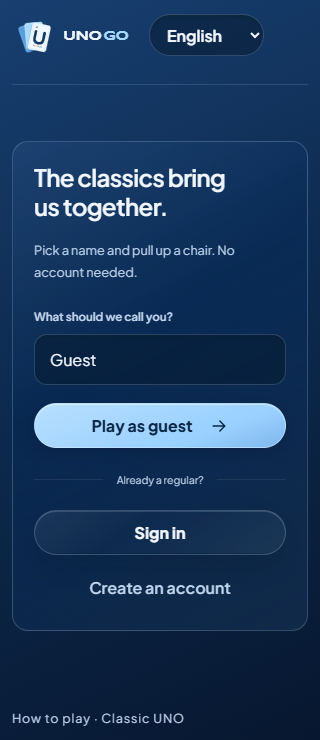 U UNO GO English
The classics bring
us together.
Pick a name and pull up a chair. No
account needed.
What should we call you?
Guest
Play as guest →
Already a regular?
Sign in
Create an account
How to play · Classic UNO